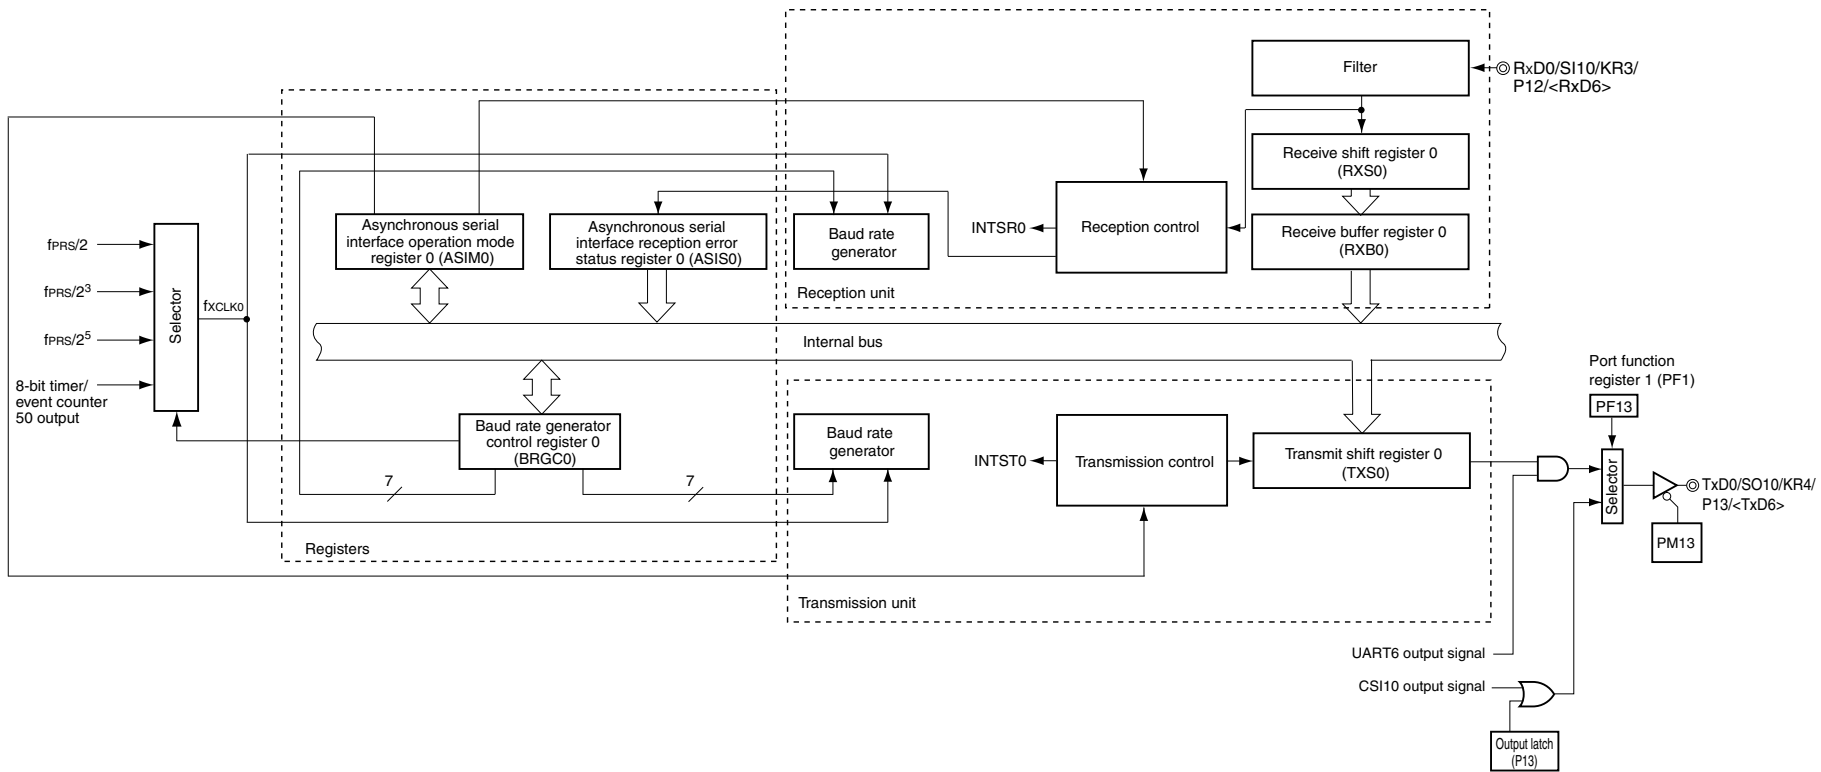 Filter
RxD0/SI10/KR3/
P12/<RxD6>
Receive shift register 0
(RXS0)
Asynchronous serial
interface operation mode
register 0 (ASIM0)
Asynchronous serial
interface reception error
status register 0 (ASIS0)
Baud rate
generator
INTSR0
Reception control
Receive buffer register 0
(RXB0)
Reception unit
fPRS/2
fPRS/2³
fPRS/2⁵
8-bit timer/
event counter
50 output
Selector
fXCLK0
Internal bus
Baud rate generator
control register 0
(BRGC0)
7
7
Registers
Baud rate
generator
INTST0
Transmission control
Transmit shift register 0
(TXS0)
Transmission unit
Port function
register 1 (PF1)
PF13
Selector
TxD0/SO10/KR4/
P13/<TxD6>
PM13
UART6 output signal
CSI10 output signal
Output latch
(P13)